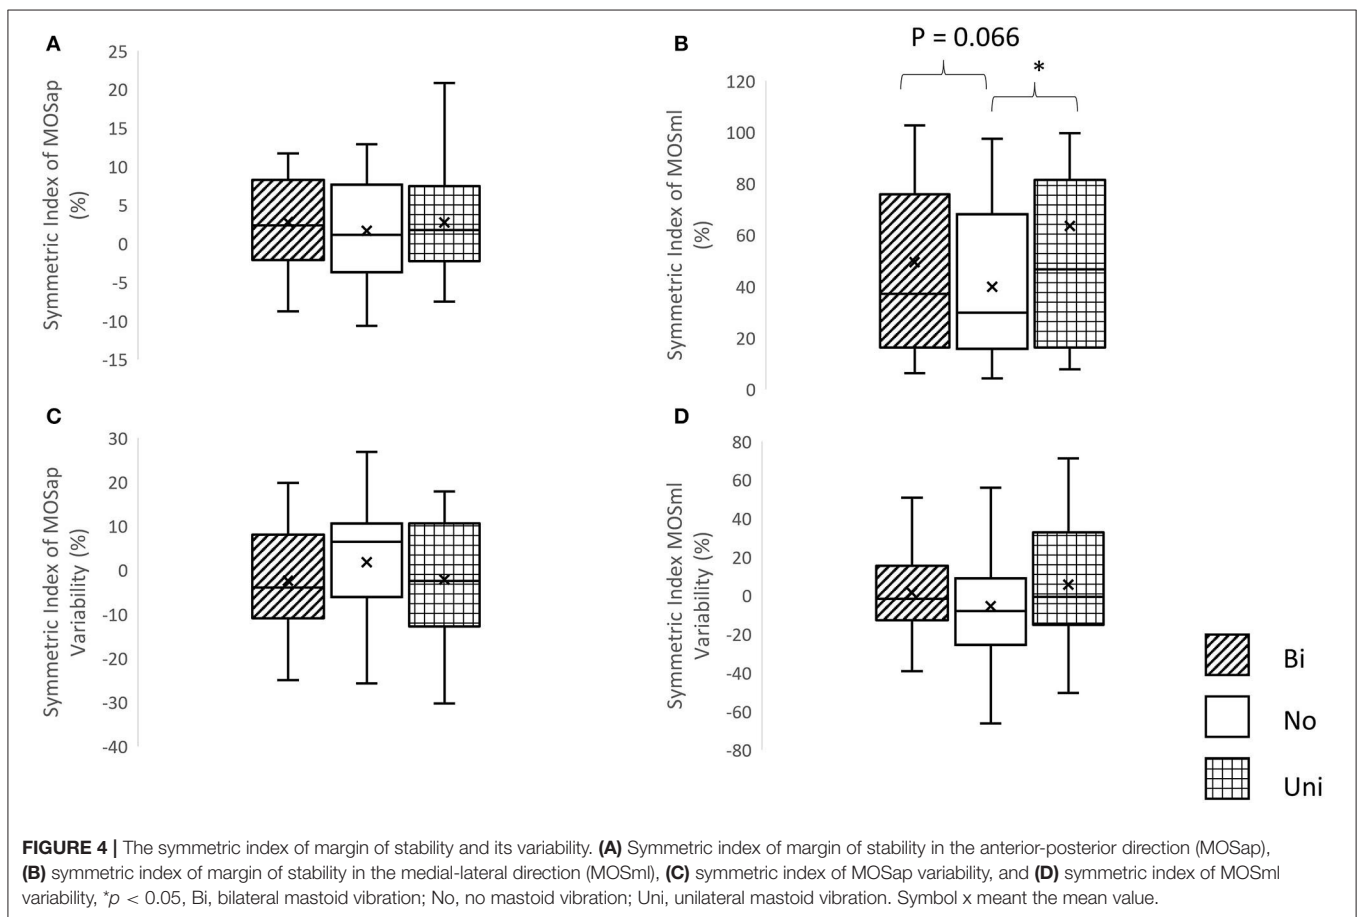 A
Symmetric Index of MOSap
(%)
25
20
15
10
5
0
-5
-10
-15
B
P = 0.066
*
Symmetric Index of MOSml
(%)
120
100
80
60
40
20
0
C
Symmetric Index of MOSap
Variability (%)
30
20
10
0
-10
-20
-30
-40
D
Symmetric Index MOSml
Variability (%)
80
60
40
20
0
-20
-40
-60
-80
Bi
No
Uni
FIGURE 4 | The symmetric index of margin of stability and its variability. (A) Symmetric index of margin of stability in the anterior-posterior direction (MOSap),
(B) symmetric index of margin of stability in the medial-lateral direction (MOSml), (C) symmetric index of MOSap variability, and (D) symmetric index of MOSml
variability, *p < 0.05, Bi, bilateral mastoid vibration; No, no mastoid vibration; Uni, unilateral mastoid vibration. Symbol x meant the mean value.